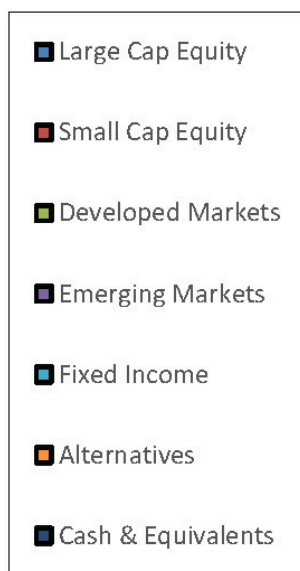 Large Cap Equity
Small Cap Equity
Developed Markets
Emerging Markets
Fixed Income
Alternatives
Cash & Equivalents